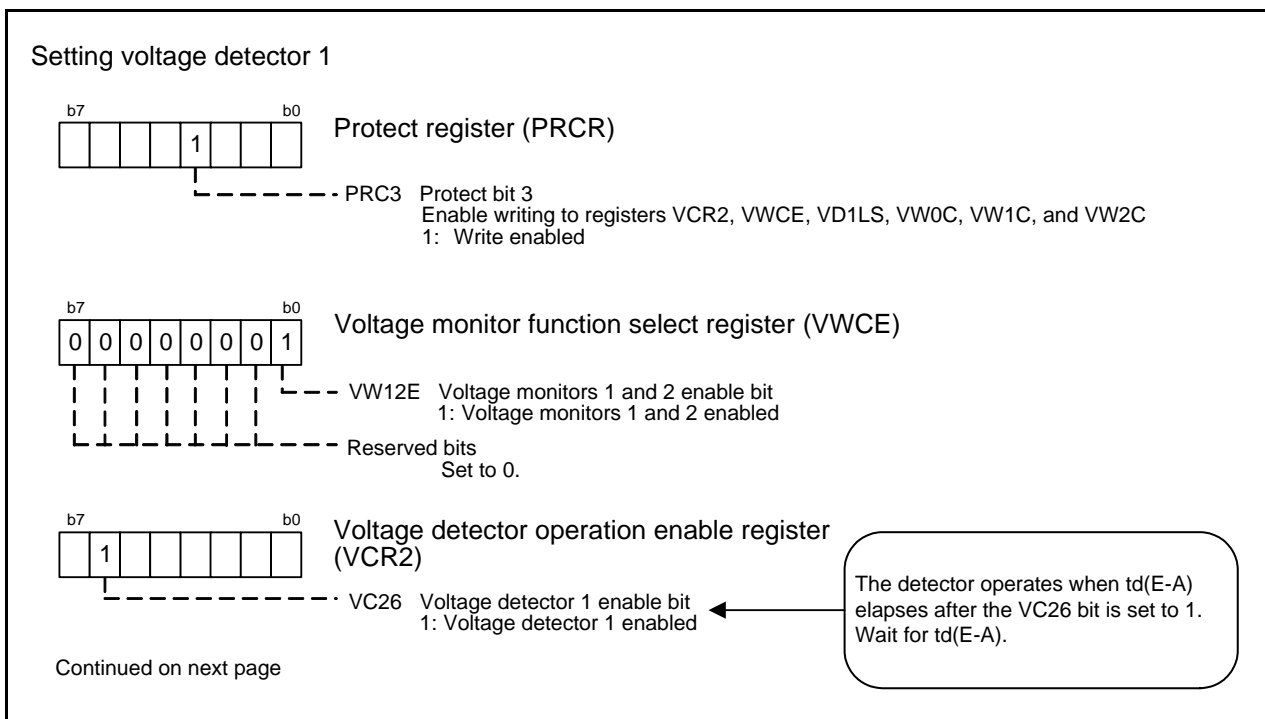 Setting voltage detector 1
b7 b0
1
Protect register (PRCR)
PRC3 Protect bit 3
Enable writing to registers VCR2, VWCE, VD1LS, VW0C, VW1C, and VW2C
1: Write enabled
b7 b0
0 0 0 0 0 0 0 1
Voltage monitor function select register (VWCE)
VW12E Voltage monitors 1 and 2 enable bit
1: Voltage monitors 1 and 2 enabled
Reserved bits
Set to 0.
b7 b0
1
Voltage detector operation enable register
(VCR2)
VC26 Voltage detector 1 enable bit
1: Voltage detector 1 enabled
The detector operates when td(E-A)
elapses after the VC26 bit is set to 1.
Wait for td(E-A).
Continued on next page